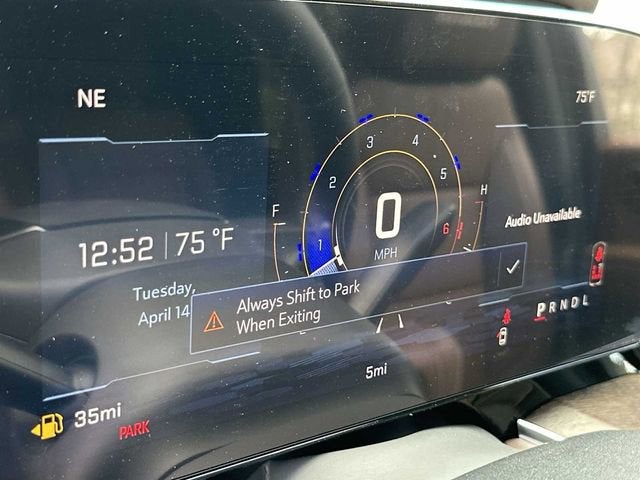 NE
75°F
12:52 | 75 °F
Tuesday,
April 14
F
1
2
3
4
5
6
H
0
MPH
Audio Unavailable
Always Shift to Park
When Exiting
PRNDL
5mi
35mi
PARK